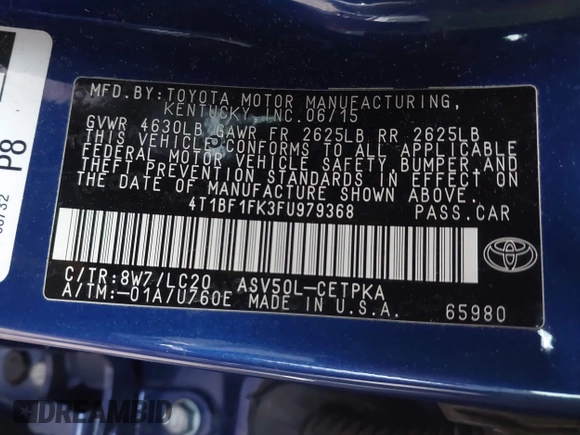 MFD.BY:TOYOTA MOTOR MANUFACTURING,
KENTUCKY, INC. 06/15
GVWR 4630LB GAWR FR 2625LB RR 2625LB
THIS VEHICLE CONFORMS TO ALL APPLICABLE
FEDERAL MOTOR VEHICLE SAFETY, BUMPER, AND
THEFT PREVENTION STANDARDS IN EFFECT ON
THE DATE OF MANUFACTURE SHOWN ABOVE.
4T1BF1FK3FU979368 PASS.CAR
C/TR:8W7/LC20 ASV50L-CETPKA
A/TM:-01A/U760E MADE IN U.S.A.
65980
P8
DREAMBID